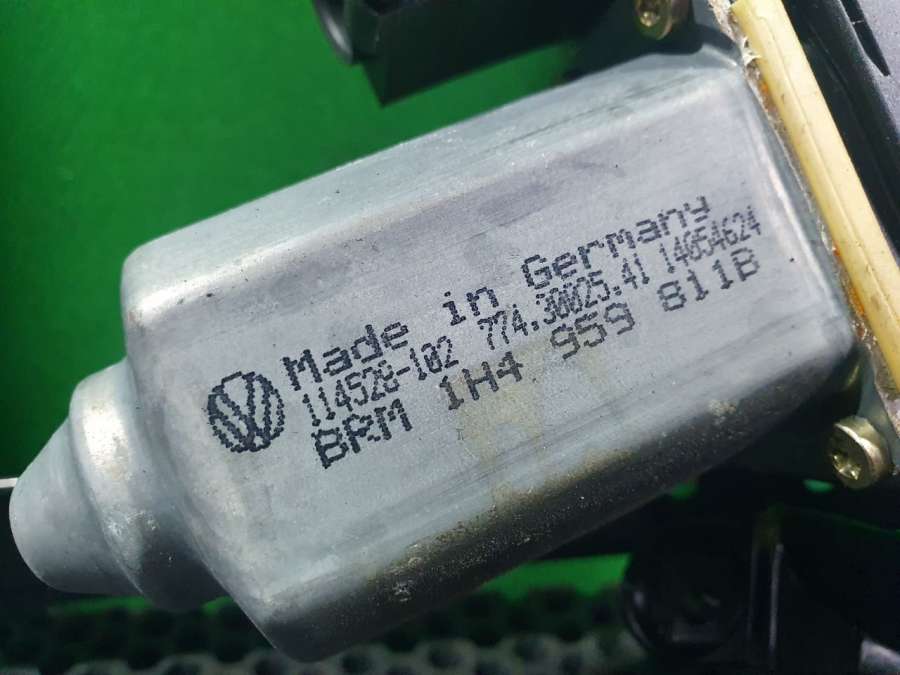 Made in Germany
114528-102 774.30025.41 14054624
BRM 1H4 959 811B